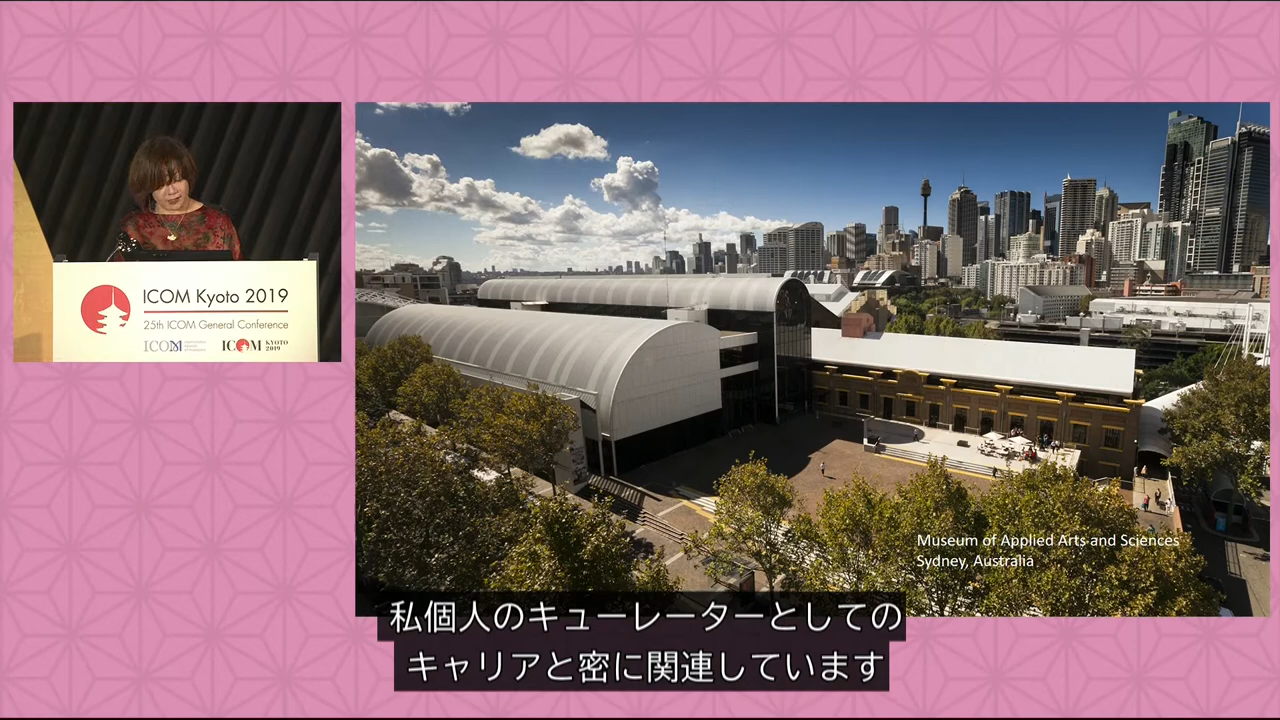 ICOM Kyoto 2019
25th ICOM General Conference
ICOM
ICOM KYOTO 2019
Museum of Applied Arts and Sciences
Sydney, Australia
私個人のキューレーターとしての
キャリアと密に関連しています